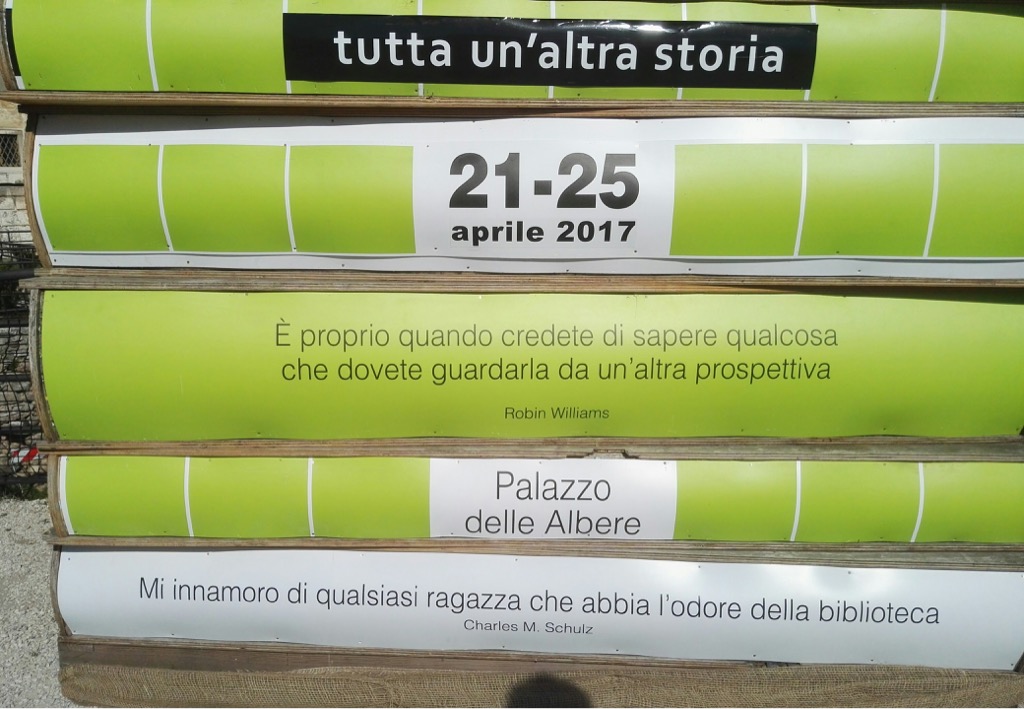 tutta un'altra storia
21-25
aprile 2017
È proprio quando credete di sapere qualcosa
che dovete guardarla da un'altra prospettiva
Robin Williams
Palazzo
delle Albere
Mi innamoro di qualsiasi ragazza che abbia l'odore della biblioteca
Charles M. Schulz